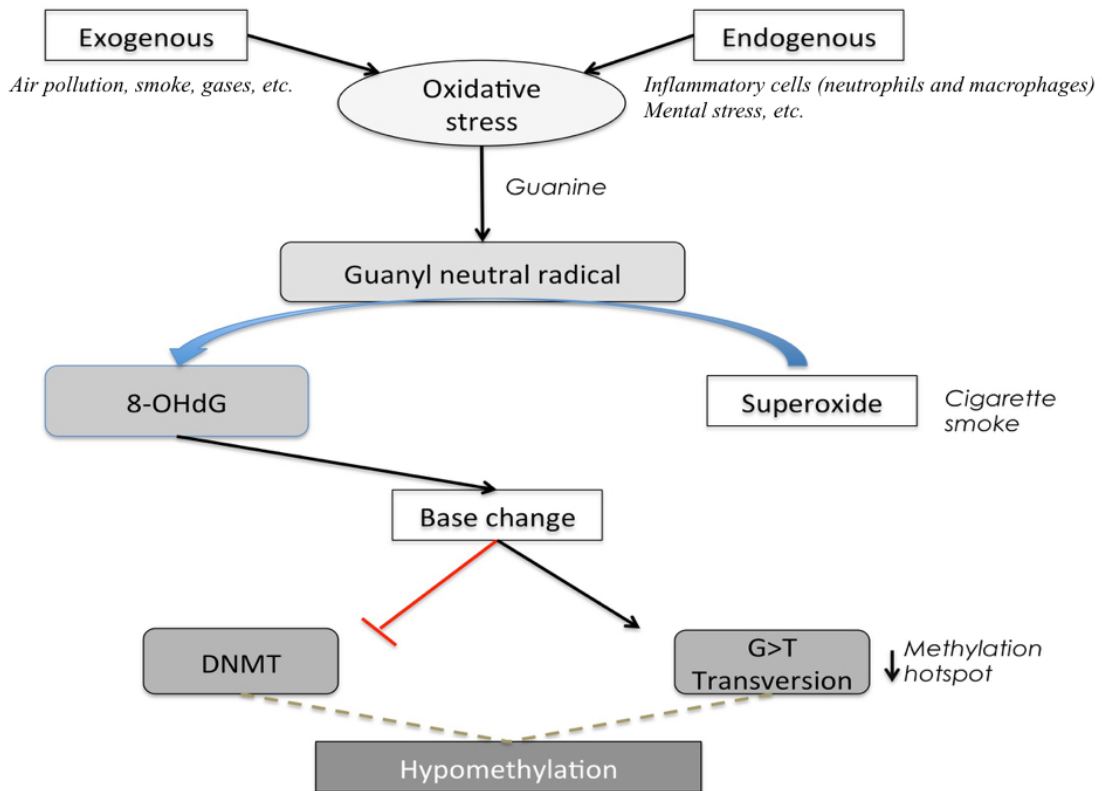 Exogenous
Endogenous
Air pollution, smoke, gases, etc.
Inflammatory cells (neutrophils and macrophages)
Mental stress, etc.
Oxidative
stress
Guanine
Guanyl neutral radical
8-OHdG
Superoxide
Cigarette
smoke
Base change
DNMT
G>T
Transversion
Methylation
hotspot
Hypomethylation